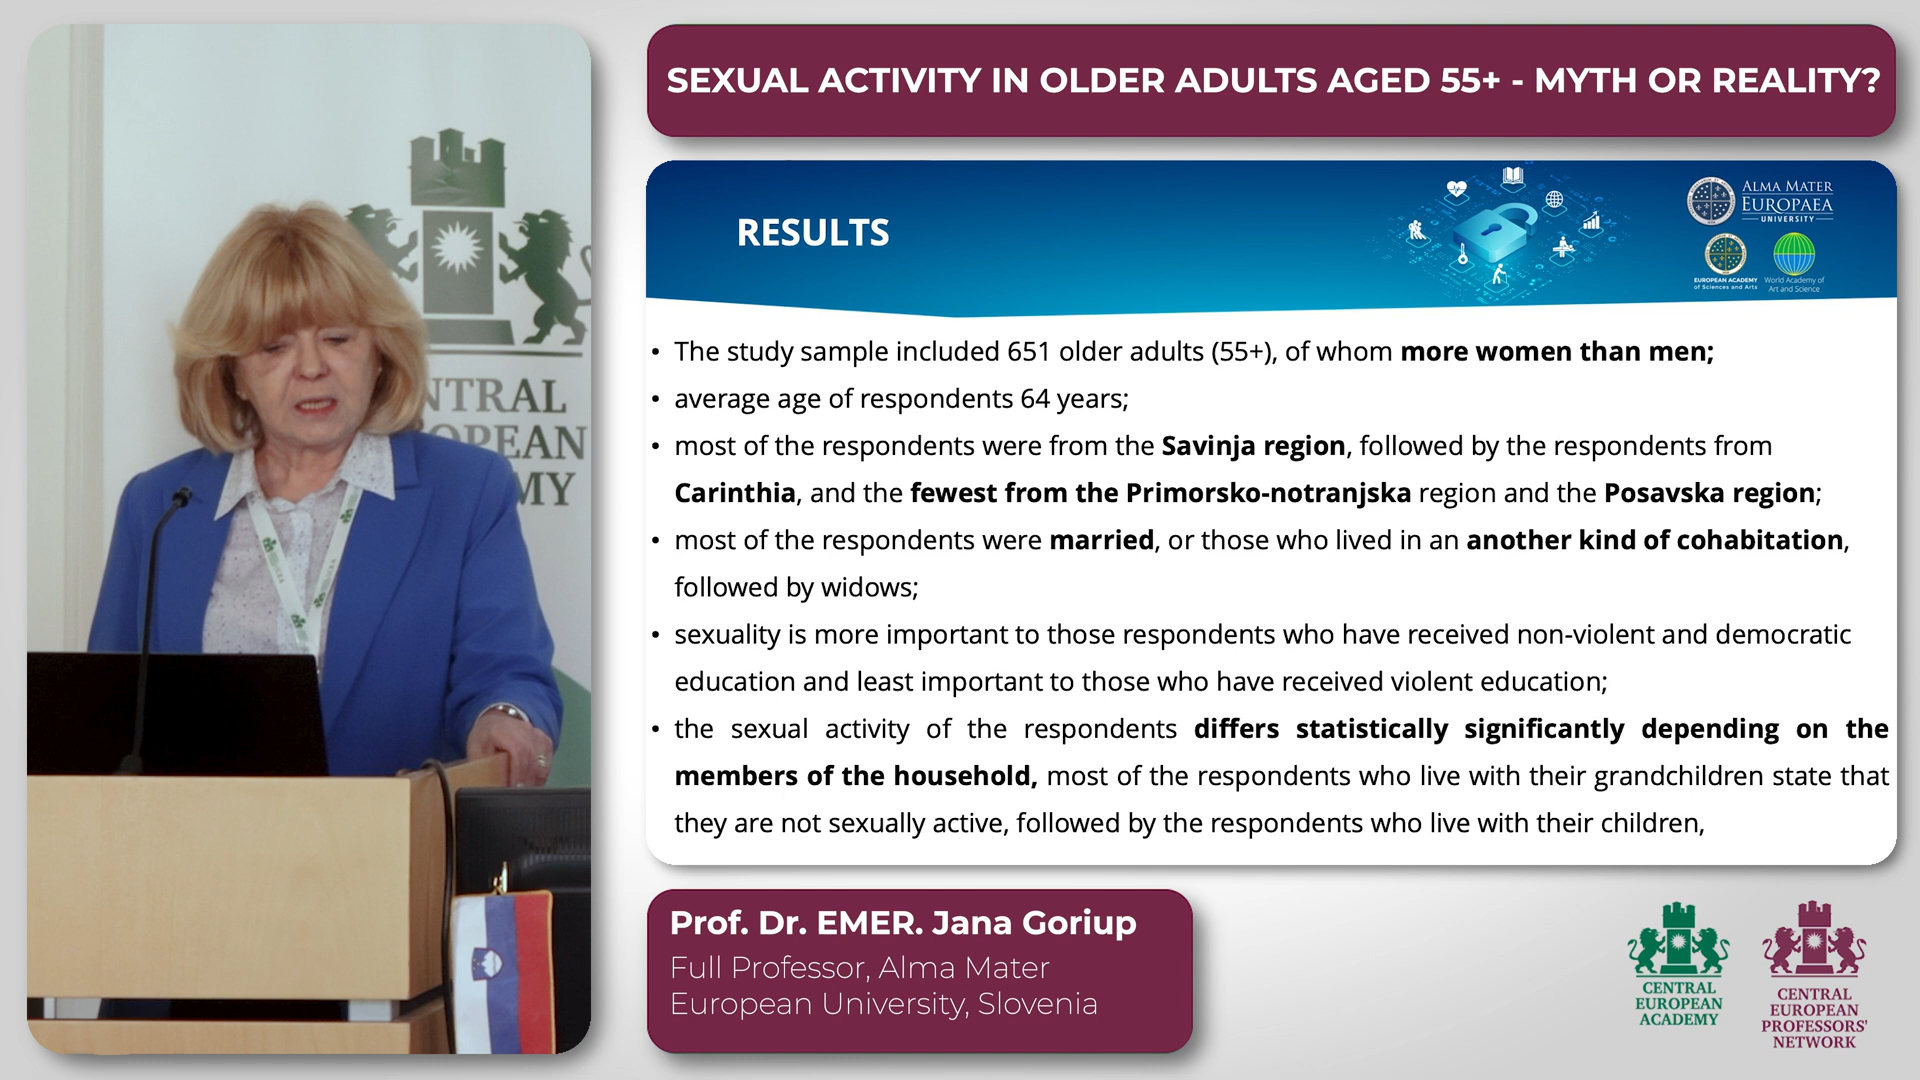 SEXUAL ACTIVITY IN OLDER ADULTS AGED 55+ - MYTH OR REALITY?
RESULTS
ALMA MATER
EUROPAEA
UNIVERSITY
EUROPEAN ACADEMY
of Sciences and Arts
World Academy of
Art and Science
• The study sample included 651 older adults (55+), of whom more women than men;
• average age of respondents 64 years;
• most of the respondents were from the Savinja region, followed by the respondents from
Carinthia, and the fewest from the Primorsko-notranjska region and the Posavska region;
• most of the respondents were married, or those who lived in an another kind of cohabitation,
followed by widows;
• sexuality is more important to those respondents who have received non-violent and democratic
education and least important to those who have received violent education;
• the sexual activity of the respondents differs statistically significantly depending on the
members of the household, most of the respondents who live with their grandchildren state that
they are not sexually active, followed by the respondents who live with their children,
NTRAL
OPEAN
MY
Prof. Dr. EMER. Jana Goriup
Full Professor, Alma Mater
European University, Slovenia
CENTRAL
EUROPEAN
ACADEMY
CENTRAL
EUROPEAN
PROFESSORS'
NETWORK